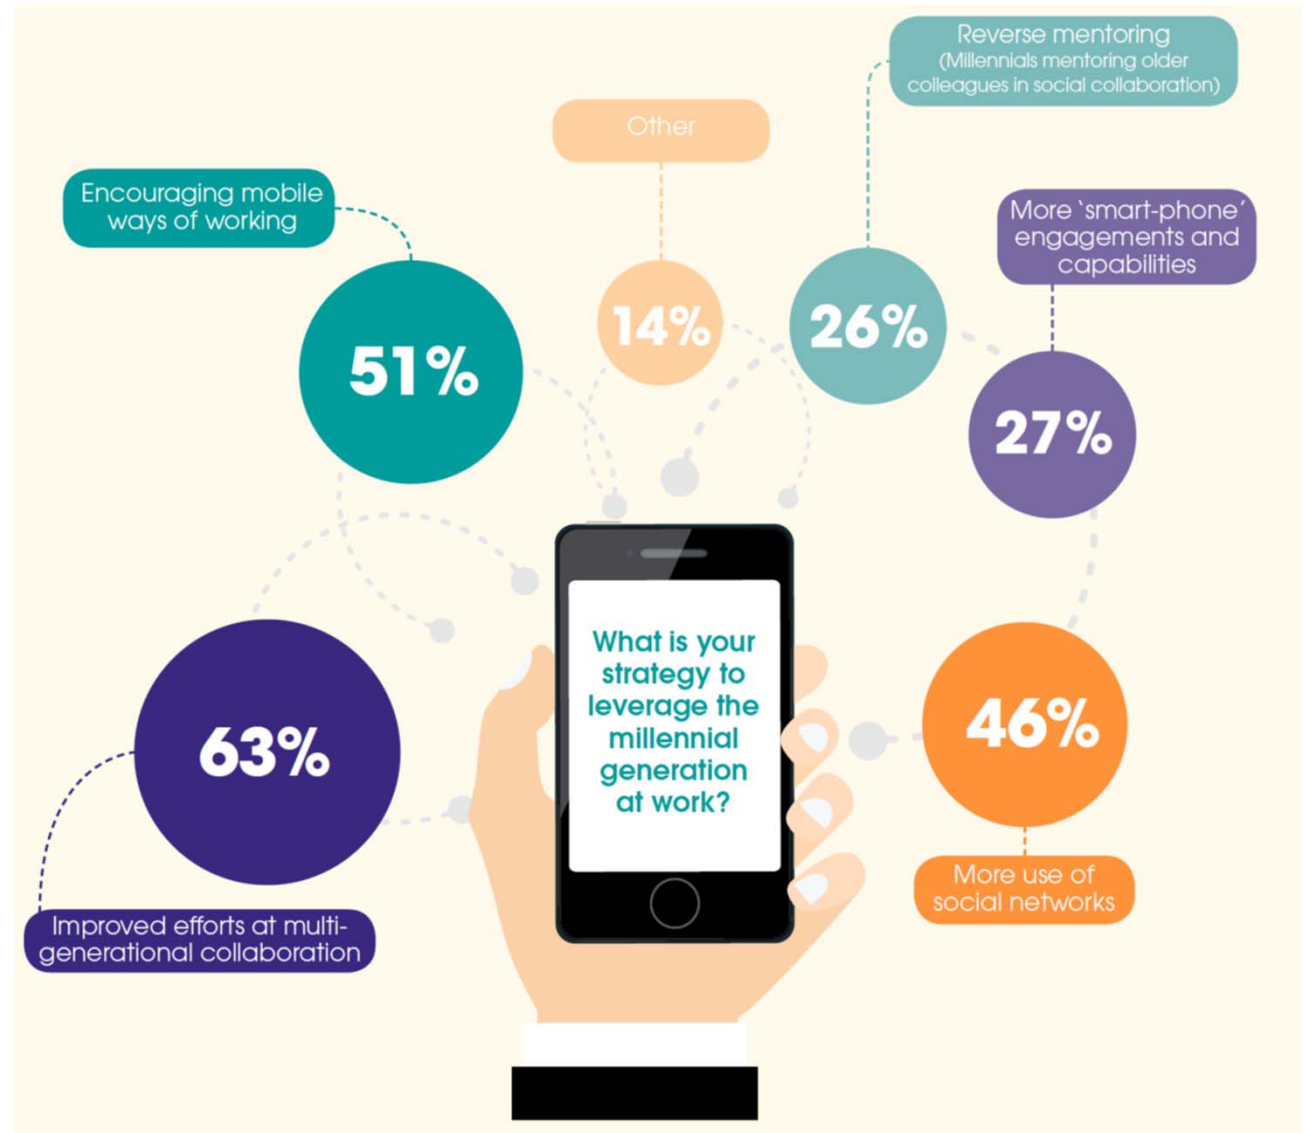 Reverse mentoring
(Millennials mentoring older
colleagues in social collaboration)
Other
Encouraging mobile
ways of working
More ‘smart-phone’
engagements and
capabilities
51%
14%
26%
27%
What is your
strategy to
leverage the
millennial
generation
at work?
63%
46%
More use of
social networks
Improved efforts at multi-
generational collaboration